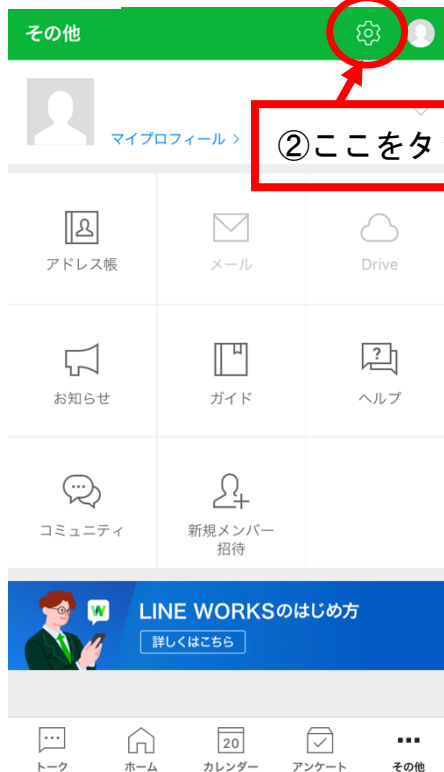 その他
マイプロフィール >
②ここをタ
アドレス帳
メール
Drive
お知らせ
ガイド
ヘルプ
コミュニティ
新規メンバー
招待
W
LINE WORKSのはじめ方
詳しくはこちら
20
トーク
ホーム
カレンダー
アンケート
その他